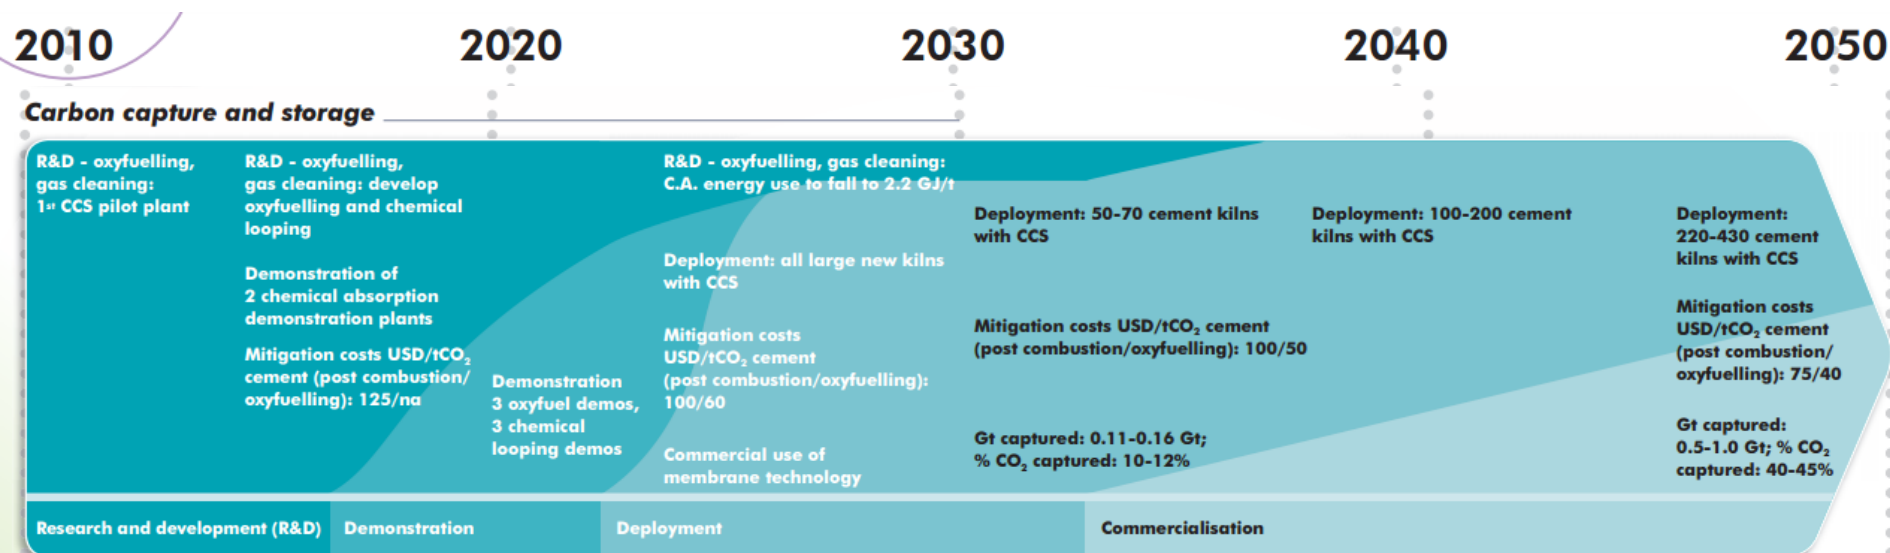 2010
2020
2030
2040
2050
Carbon capture and storage
R&D - oxyfuelling,
gas cleaning:
1st CCS pilot plant
R&D - oxyfuelling,
gas cleaning: develop
oxyfuelling and chemical
looping
Demonstration of
2 chemical absorption
demonstration plants
Mitigation costs USD/tCO₂
cement (post combustion/
oxyfuelling): 125/na
Demonstration
3 oxyfuel demos,
3 chemical
looping demos
R&D - oxyfuelling, gas cleaning:
C.A. energy use to fall to 2.2 GJ/t
Deployment: all large new kilns
with CCS
Mitigation costs
USD/tCO₂ cement
(post combustion/oxyfuelling):
100/60
Commercial use of
membrane technology
Deployment: 50-70 cement kilns
with CCS
Mitigation costs USD/tCO₂ cement
(post combustion/oxyfuelling): 100/50
Gt captured: 0.11-0.16 Gt;
% CO₂ captured: 10-12%
Deployment: 100-200 cement
kilns with CCS
Deployment:
220-430 cement
kilns with CCS
Mitigation costs
USD/tCO₂ cement
(post combustion/
oxyfuelling): 75/40
Gt captured:
0.5-1.0 Gt; % CO₂
captured: 40-45%
Research and development (R&D)
Demonstration
Deployment
Commercialisation